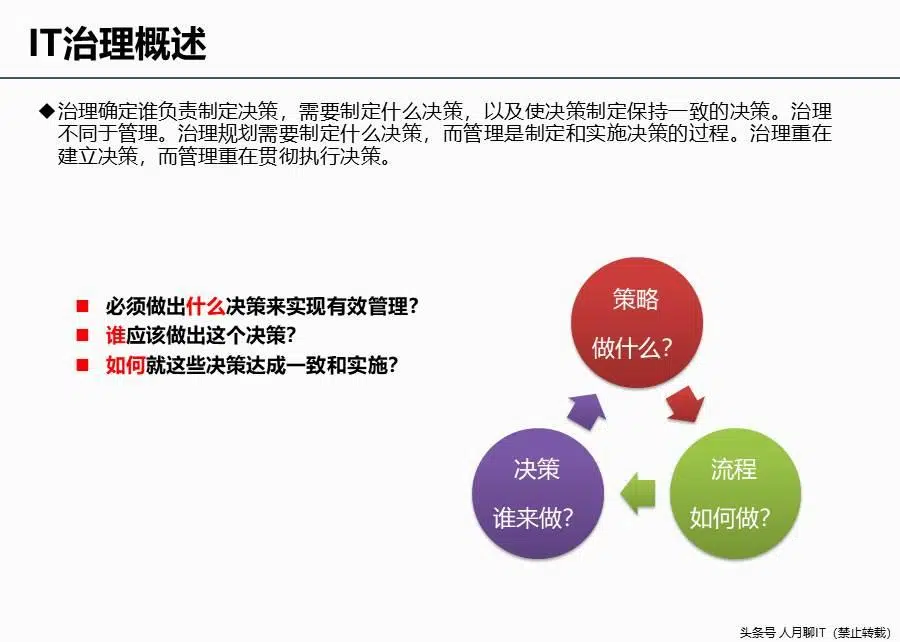 IT治理概述
◆治理确定谁负责制定决策，需要制定什么决策，以及使决策制定保持一致的决策。治理
不同于管理。治理规划需要制定什么决策，而管理是制定和实施决策的过程。治理重在
建立决策，而管理重在贯彻执行决策。
■ 必须做出什么决策来实现有效管理?
■ 谁应该做出这个决策?
■ 如何就这些决策达成一致和实施?
策略
做什么?
流程
如何做?
决策
谁来做?
头条号 人月聊IT（禁止转载）